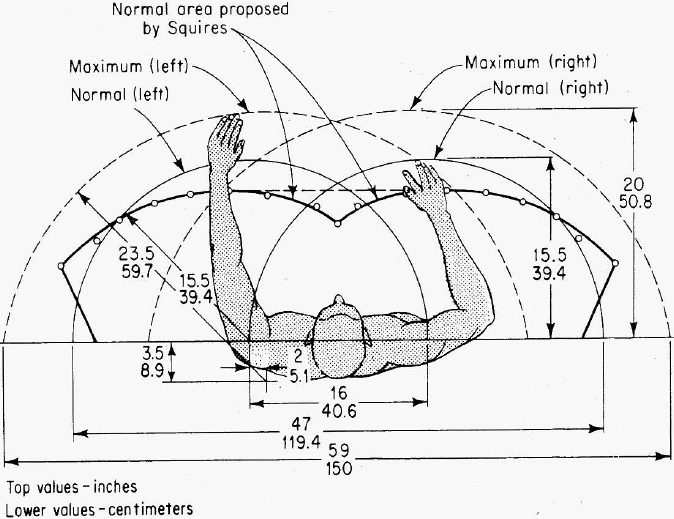 Normal area proposed
by Squires
Maximum (left)
Normal (left)
Maximum (right)
Normal (right)
20
50.8
23.5
59.7
15.5
39.4
15.5
39.4
3.5
8.9
2
5.1
16
40.6
47
119.4
59
150
Top values-inches
Lower values-centimeters